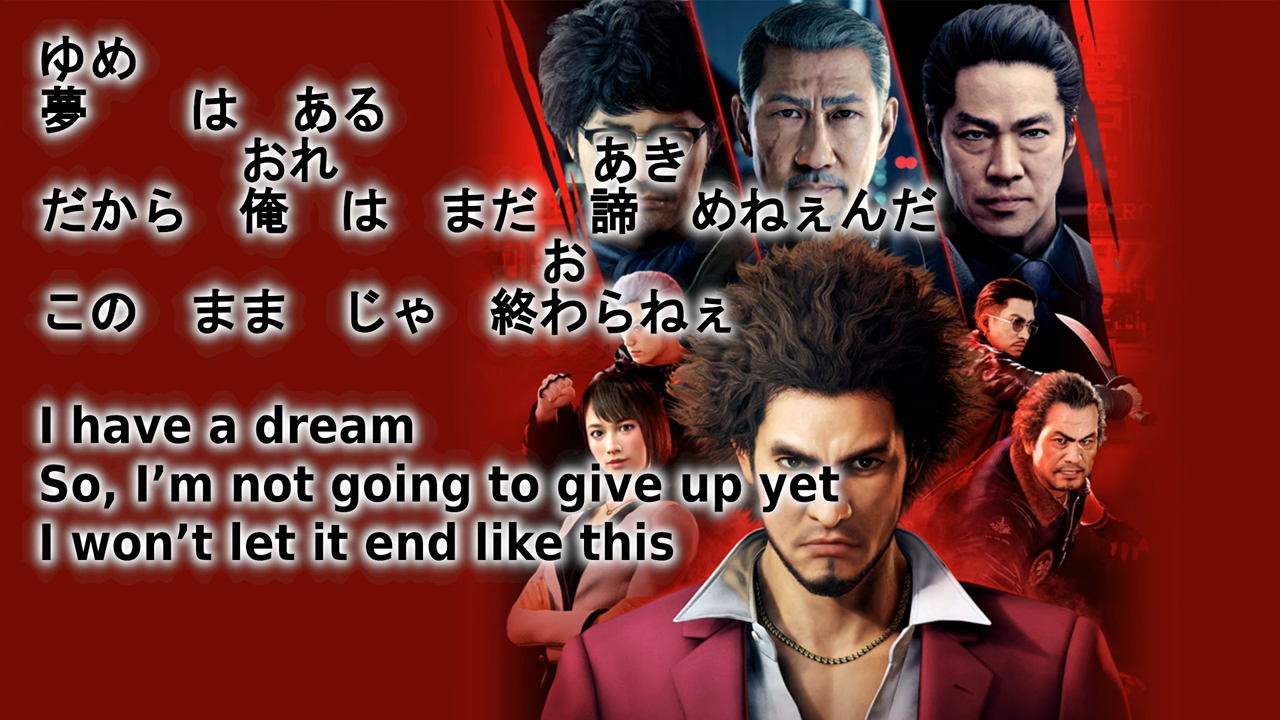 ゆめ
夢 は ある
おれ あき
だから 俺 は まだ 諦 めねぇんだ
お
この まま じゃ 終わらねぇ
I have a dream
So, I’m not going to give up yet
I won’t let it end like this